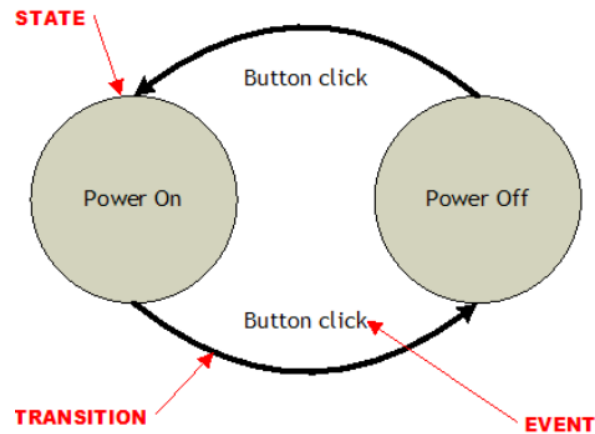 STATE
Button click
Power On
Power Off
Button click
TRANSITION
EVENT